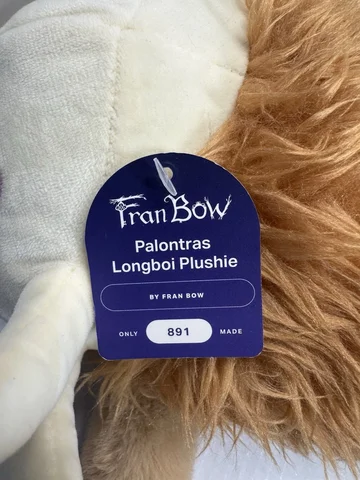 Fran Bow
Palontras
Longboi Plushie
BY FRAN BOW
ONLY 891 MADE